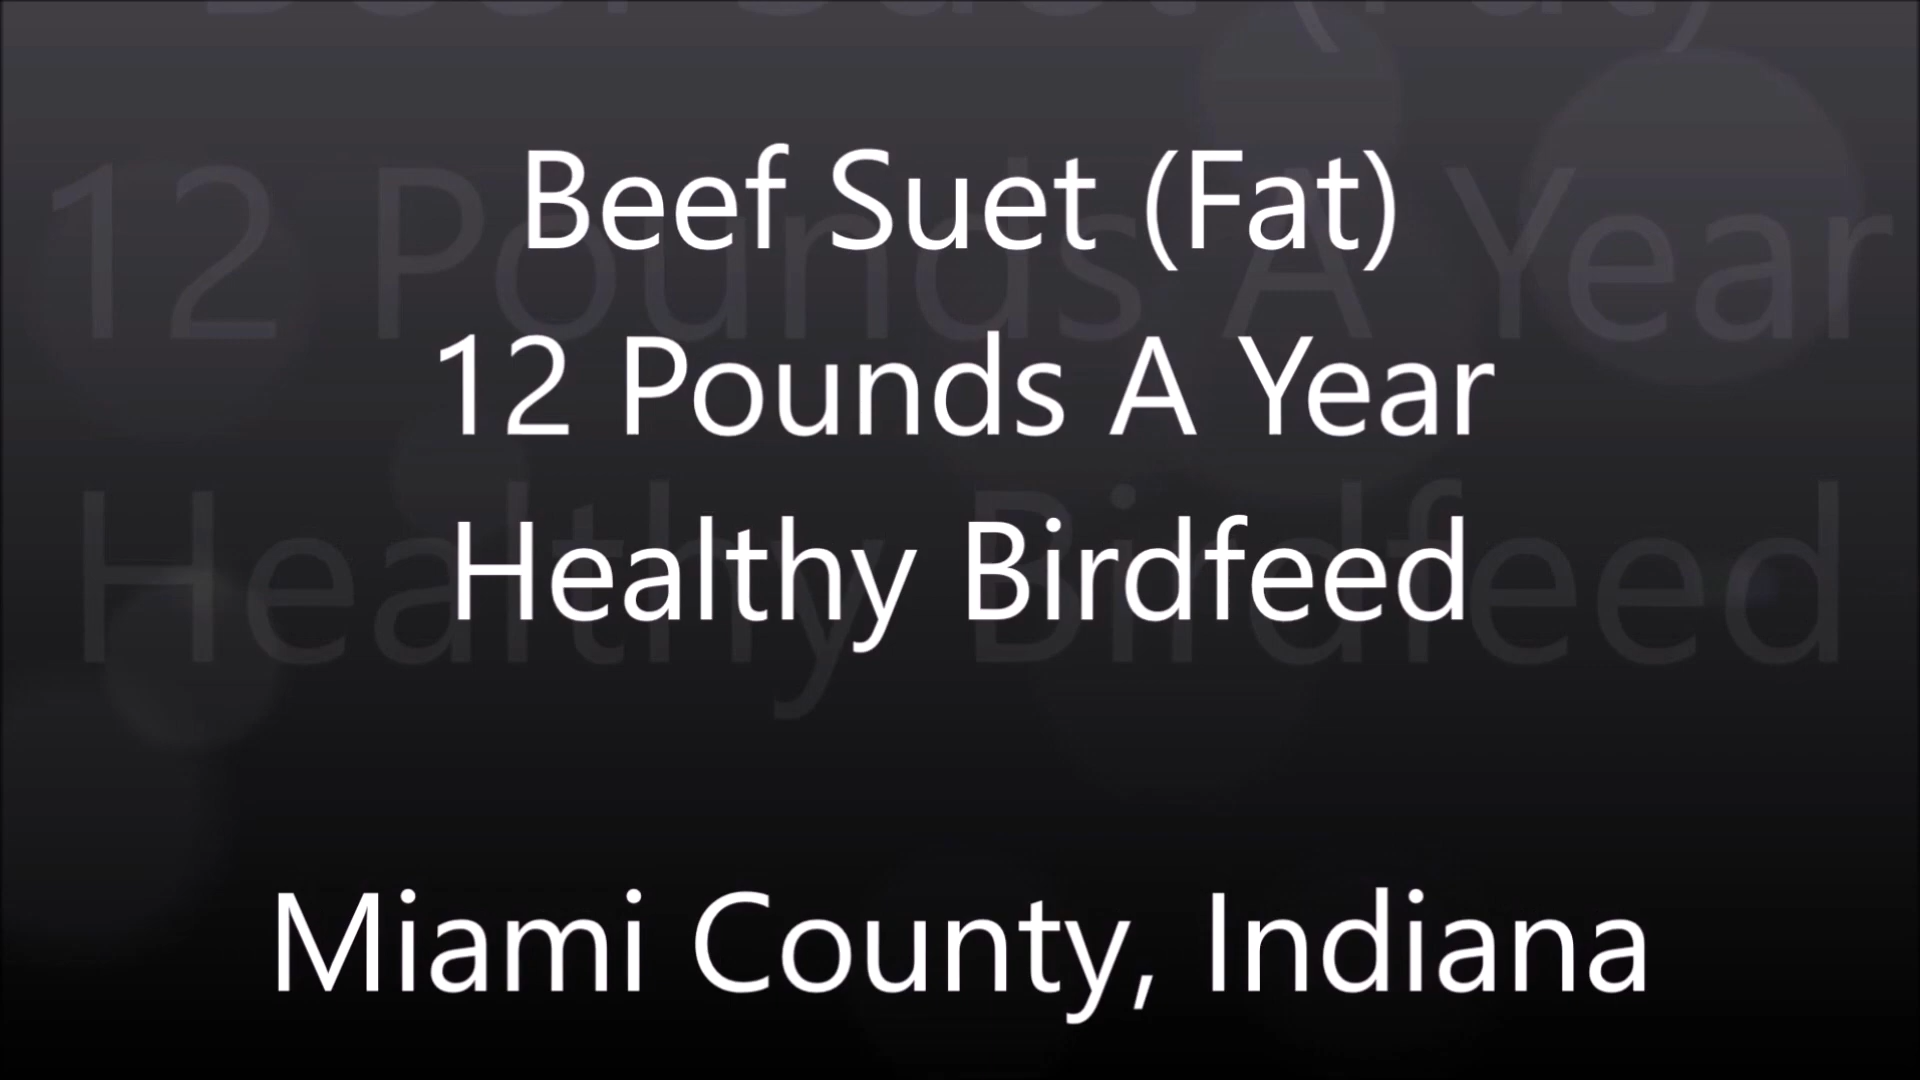 Beef Suet (Fat)
12 Pounds A Year
Healthy Birdfeed
Miami County, Indiana